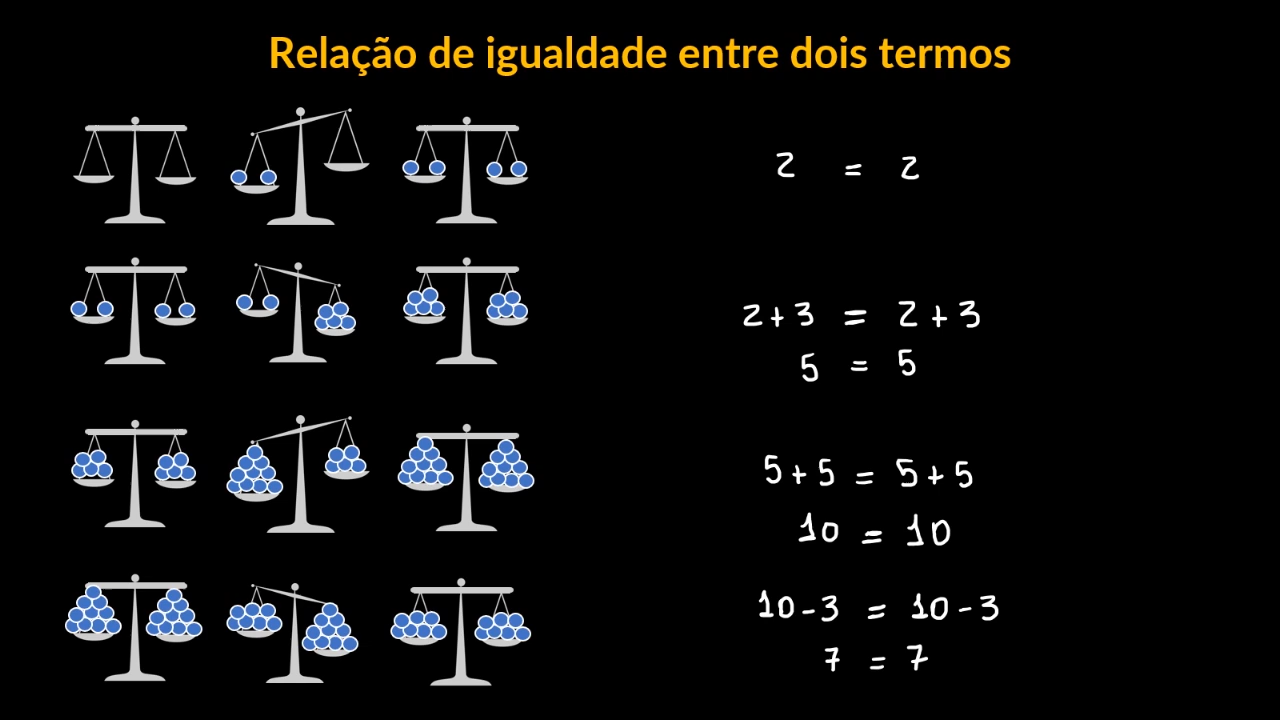 Relação de igualdade entre dois termos
2 = 2
2+3 = 2+3
5 = 5
5+5 = 5+5
10 = 10
10-3 = 10-3
7 = 7